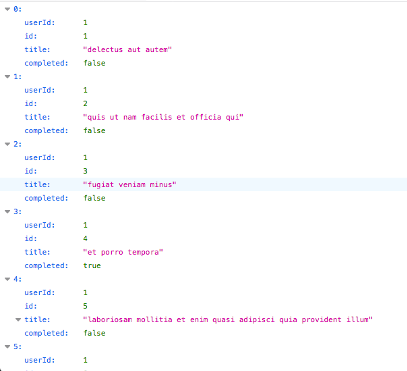 0:
userId: 1
id: 1
title: "delectus aut autem"
completed: false
1:
userId: 1
id: 2
title: "quis ut nam facilis et officia qui"
completed: false
2:
userId: 1
id: 3
title: "fugiat veniam minus"
completed: false
3:
userId: 1
id: 4
title: "et porro tempora"
completed: true
4:
userId: 1
id: 5
title: "laboriosam mollitia et enim quasi adipisci quia provident illum"
completed: false
5:
userId: 1